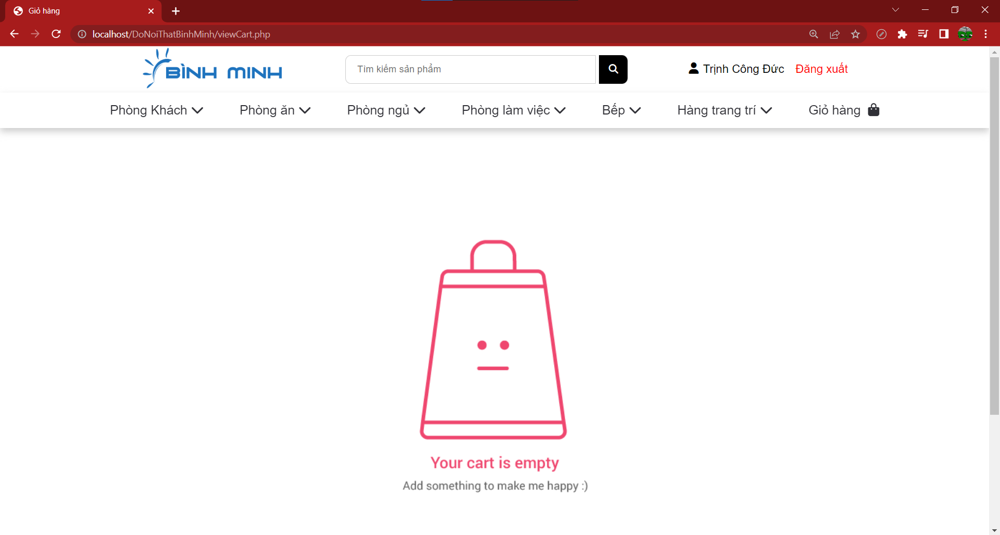 Giỏ hàng
localhost/DoNoiThatBinhMinh/viewCart.php
BÌNH MINH
Tìm kiếm sản phẩm
Trịnh Công Đức Đăng xuất
Phòng Khách Phòng ăn Phòng ngủ Phòng làm việc Bếp Hàng trang trí Giỏ hàng
Your cart is empty
Add something to make me happy :)